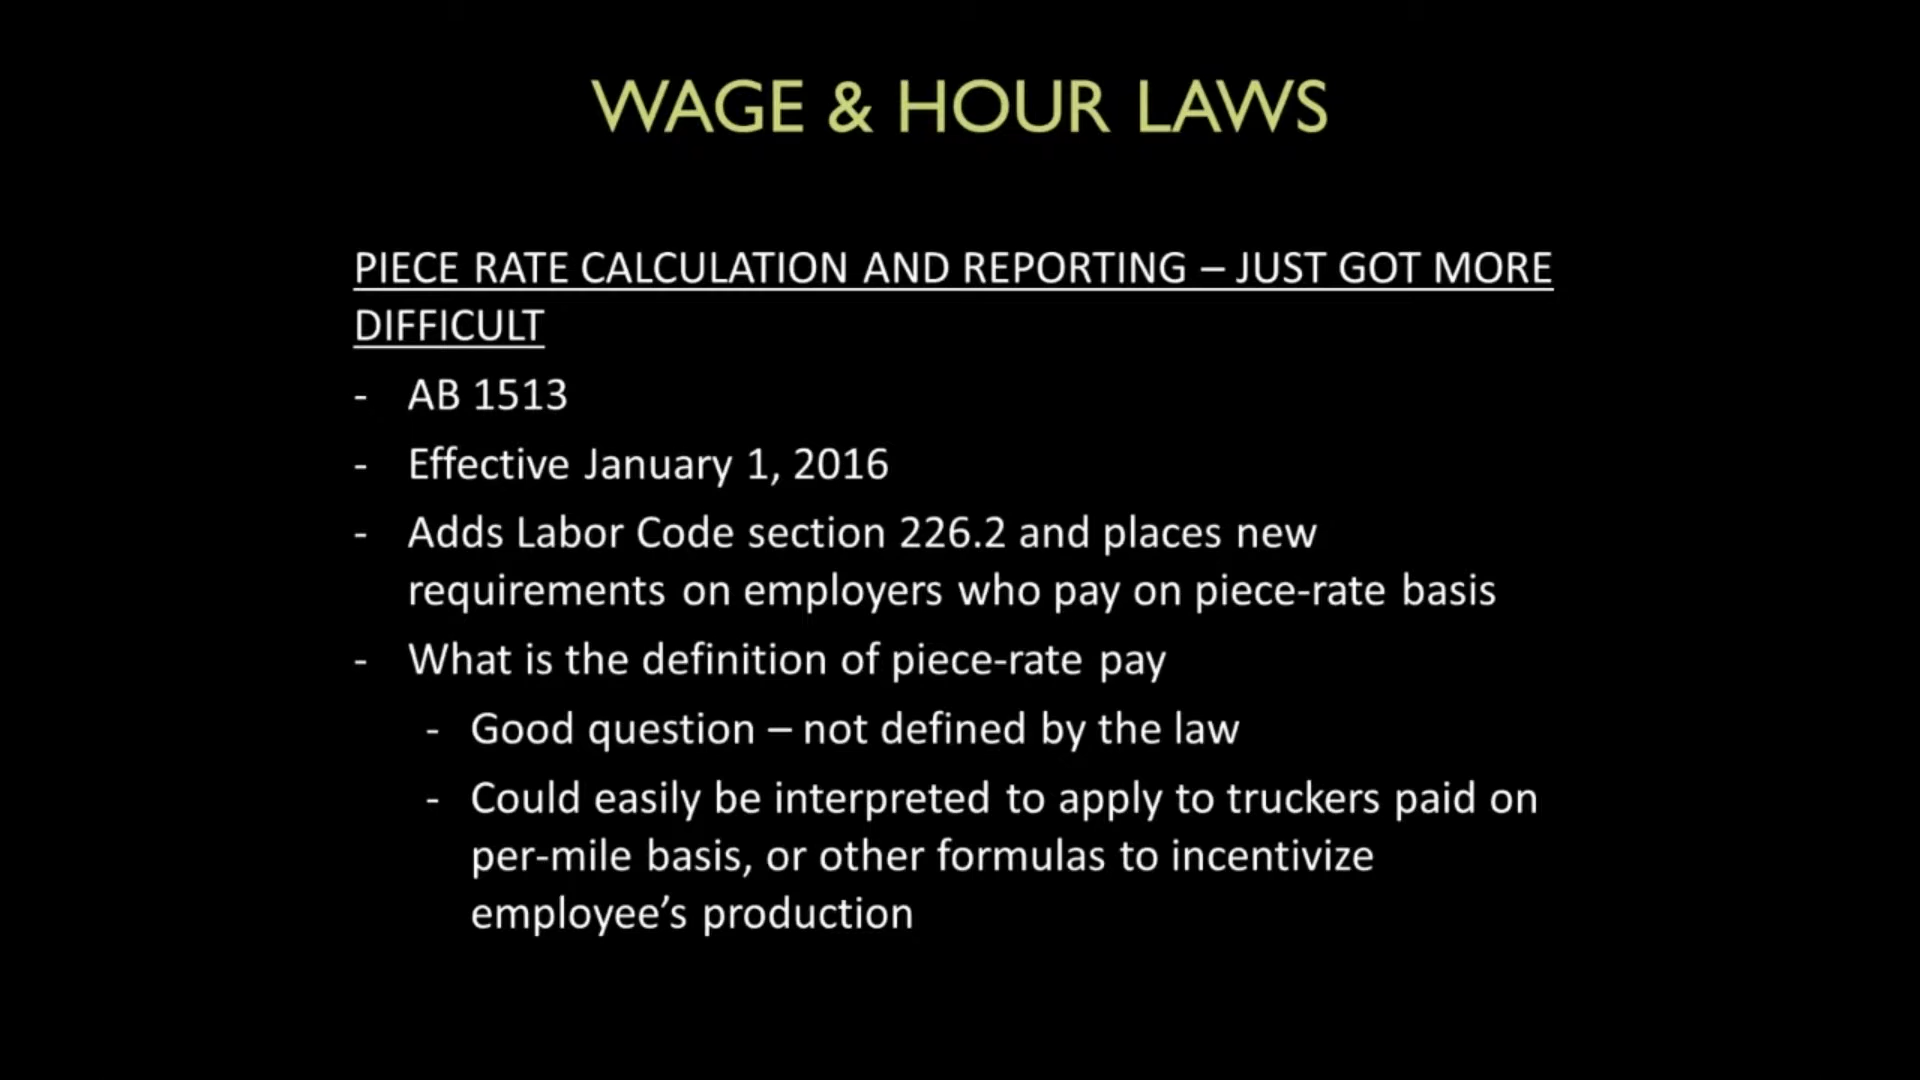 WAGE & HOUR LAWS
PIECE RATE CALCULATION AND REPORTING – JUST GOT MORE
DIFFICULT
- AB 1513
- Effective January 1, 2016
- Adds Labor Code section 226.2 and places new
requirements on employers who pay on piece-rate basis
- What is the definition of piece-rate pay
- Good question – not defined by the law
- Could easily be interpreted to apply to truckers paid on
per-mile basis, or other formulas to incentivize
employee’s production